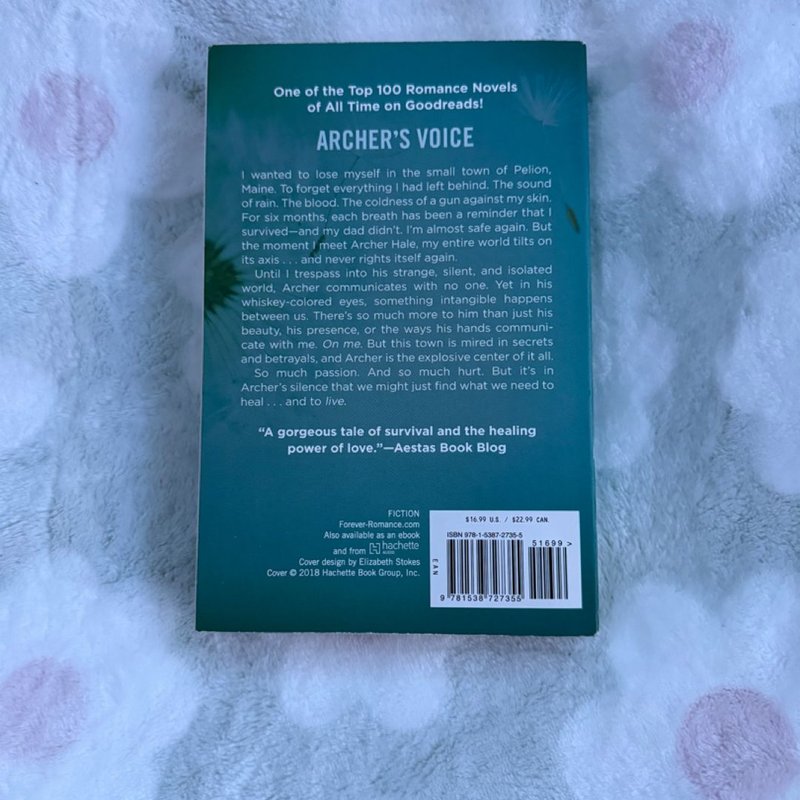 One of the Top 100 Romance Novels
of All Time on Goodreads!
ARCHER'S VOICE
I wanted to lose myself in the small town of Pelion,
Maine. To forget everything I had left behind. The sound
of rain. The blood. The coldness of a gun against my skin.
For six months, each breath has been a reminder that I
survived—and my dad didn't. I'm almost safe again. But
the moment I meet Archer Hale, my entire world tilts on
its axis . . . and never rights itself again.
Until I trespass into his strange, silent, and isolated
world, Archer communicates with no one. Yet in his
whiskey-colored eyes, something intangible happens
between us. There's so much more to him than just his
beauty, his presence, or the ways his hands communi-
cate with me. On me. But this town is mired in secrets
and betrayals, and Archer is the explosive center of it all.
So much passion. And so much hurt. But it's in
Archer's silence that we might just find what we need to
heal . . . and to live.
"A gorgeous tale of survival and the healing
power of love."—Aestas Book Blog
FICTION
Forever-Romance.com
Also available as an ebook
and from hachette AUDIO
Cover design by Elizabeth Stokes
Cover © 2018 Hachette Book Group, Inc.
$16.99 U.S. / $22.99 CAN.
ISBN 978-1-5387-2735-5
51699 >
EAN
9 781538 727355